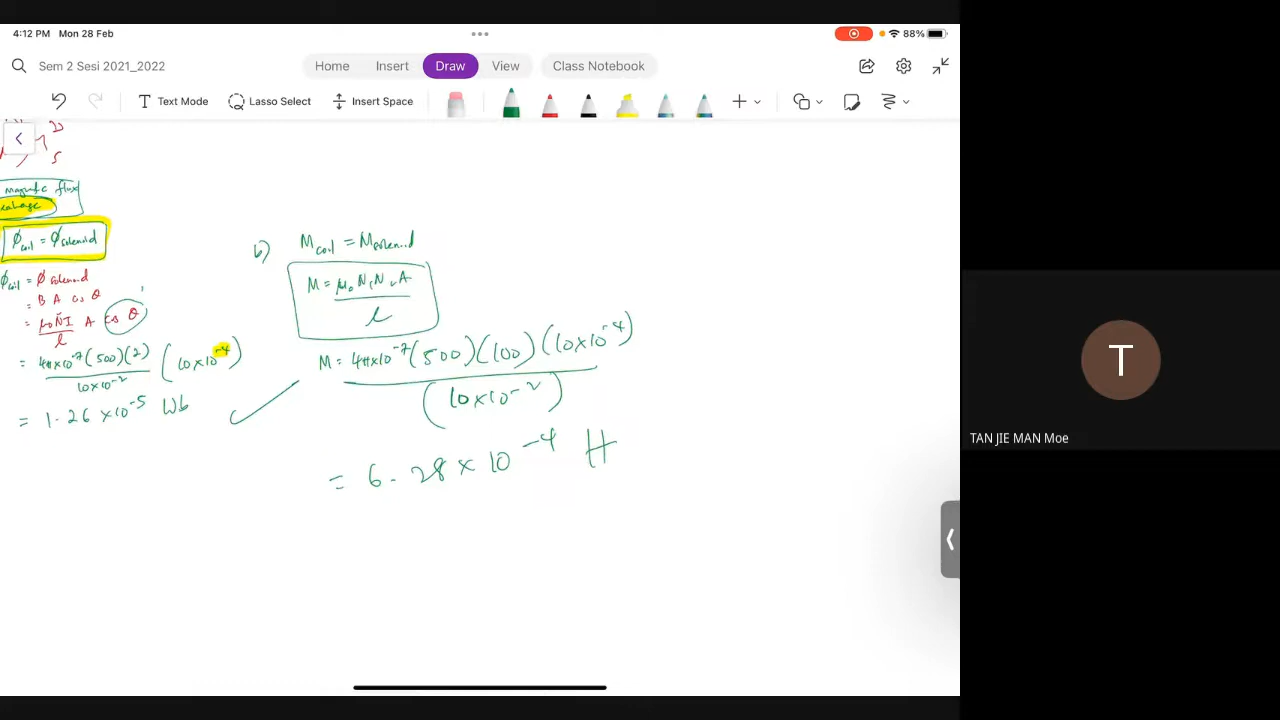 4:12 PM Mon 28 Feb
88%
Sem 2 Sesi 2021_2022
Home Insert Draw View Class Notebook
Text Mode Lasso Select Insert Space
magnetic flux
ϕcoil = ϕsolenoid
ϕcoil = ϕsolenoid
= B A cos θ
= μ₀NI/l A cos θ
= 4π×10⁻⁷(500)(2)/10×10⁻² (10×10⁻⁴)
= 1.26 ×10⁻⁵ Wb
b) Mcoil = Msolenoid
M = μ₀N₁N₂A/l
M = 4π×10⁻⁷(500)(100)(10×10⁻⁴)/(10×10⁻²)
= 6.28 × 10⁻⁴ H
T
TAN JIE MAN Moe